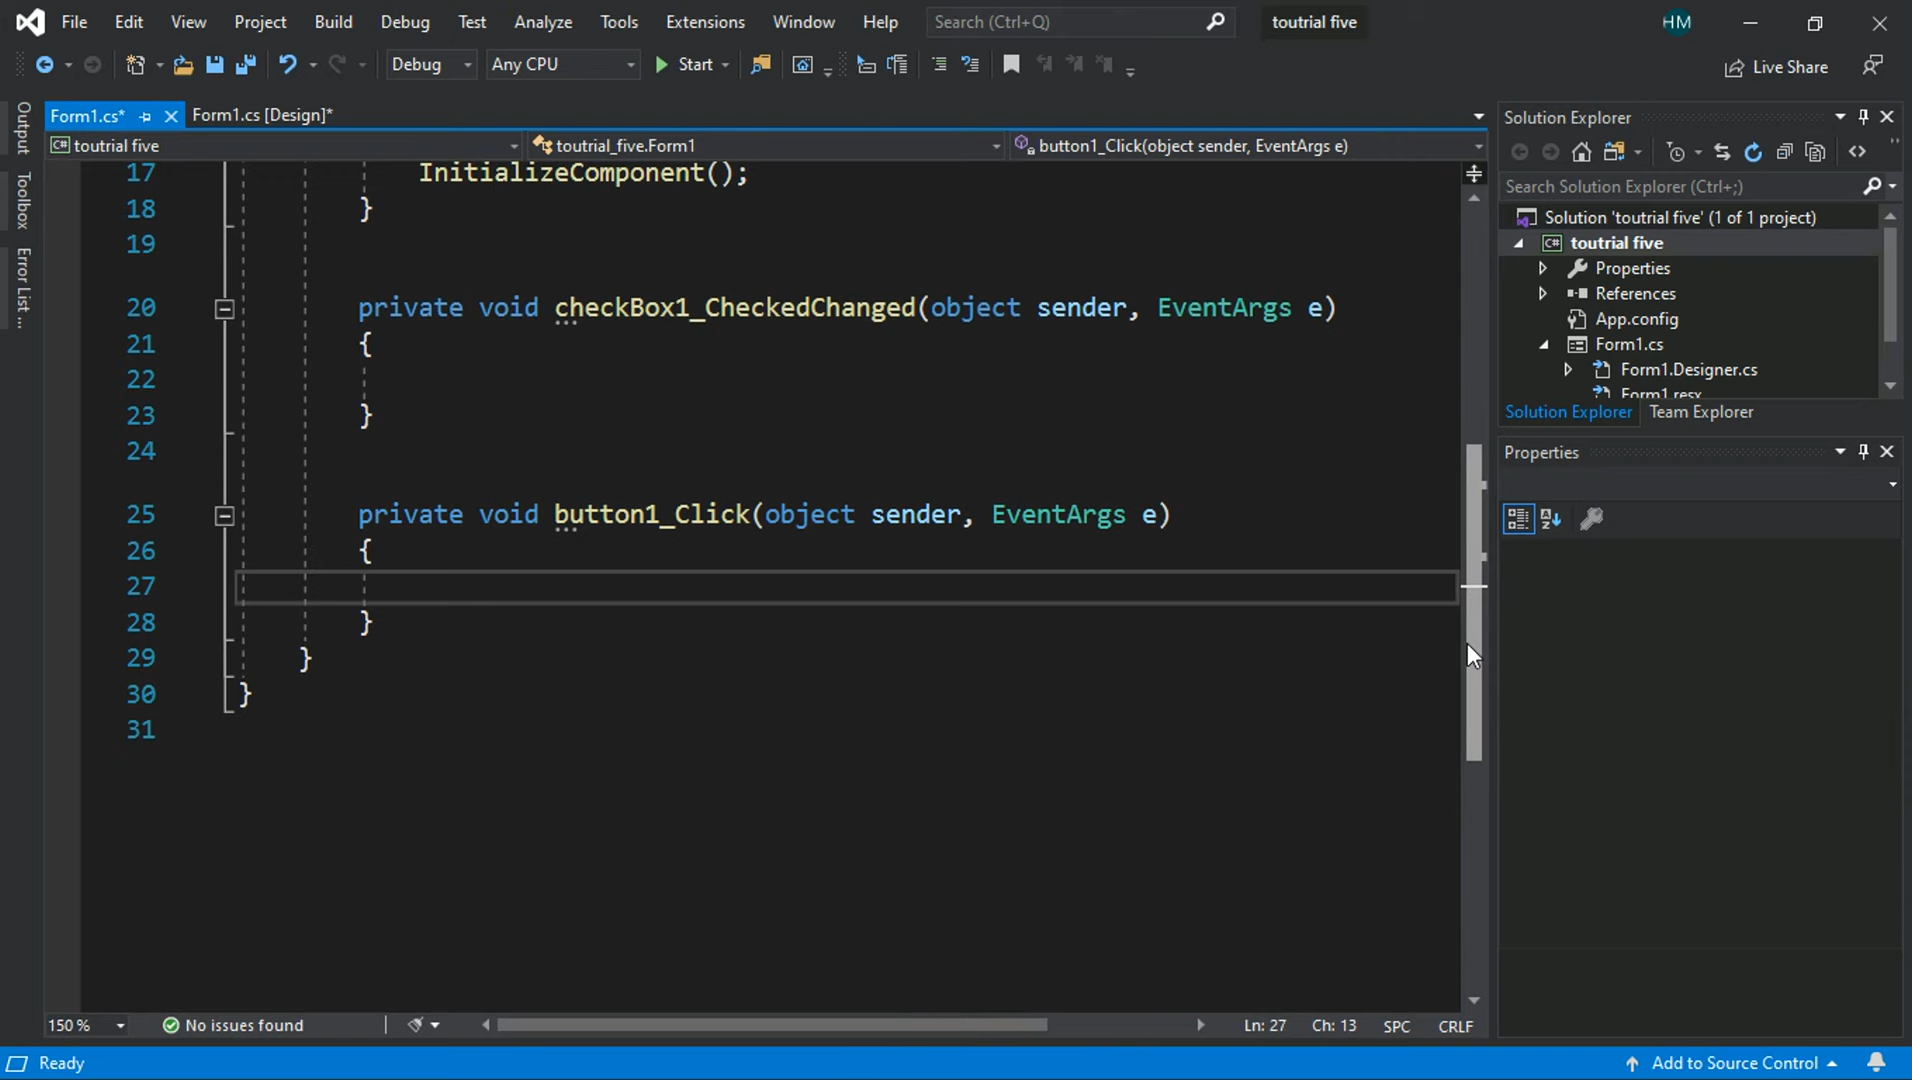 File Edit View Project Build Debug Test Analyze Tools Extensions Window Help Search (Ctrl+Q) toutrial five HM
Debug Any CPU Start Live Share
Output
Toolbox
Error List ...
Form1.cs* Form1.cs [Design]*
C# toutrial five toutrial_five.Form1 button1_Click(object sender, EventArgs e)
17 InitializeComponent();
18 }
19
20 private void checkBox1_CheckedChanged(object sender, EventArgs e)
21 {
22
23 }
24
25 private void button1_Click(object sender, EventArgs e)
26 {
27
28 }
29 }
30 }
31
150 % No issues found Ln: 27 Ch: 13 SPC CRLF
Solution Explorer
Search Solution Explorer (Ctrl+;)
Solution 'toutrial five' (1 of 1 project)
C# toutrial five
Properties
References
App.config
Form1.cs
Form1.Designer.cs
Form1.resx
Solution Explorer Team Explorer
Properties
Ready Add to Source Control